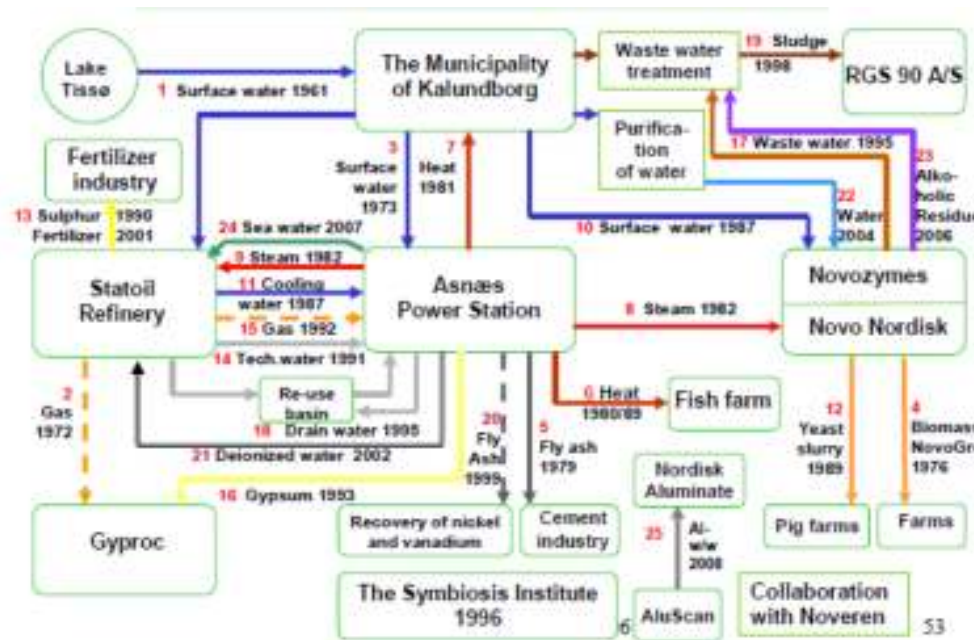 Lake
Tissø
1 Surface water 1961
The Municipality
of Kalundborg
Waste water
treatment
19 Sludge
1998
RGS 90 A/S
Fertilizer
industry
Purifica-
tion
of water
17 Waste water 1995
23
Alko-
holic
Residue
2006
3
Surface
water
1973
7
Heat
1981
13 Sulphur 1990
Fertilizer 2001
24 Sea water 2007
22
Water
2004
10 Surface water 1987
9 Steam 1982
Statoil
Refinery
11 Cooling
water 1987
Asnæs
Power Station
Novozymes
8 Steam 1982
Novo Nordisk
15 Gas 1992
14 Tech.water 1991
2
Gas
1972
Re-use
basin
18 Drain water 1995
21 Deionized water 2002
20
Fly
Ash
1999
5
Fly ash
1979
6 Heat
1980/89
Fish farm
12
Yeast
slurry
1989
4
Biomass
NovoGro
1976
16 Gypsum 1993
Nordisk
Aluminate
Gyproc
Recovery of nickel
and vanadium
Cement
industry
25
Al-
w/w
2008
Pig farms
Farms
The Symbiosis Institute
1996
6
AluScan
Collaboration
with Noveren
53